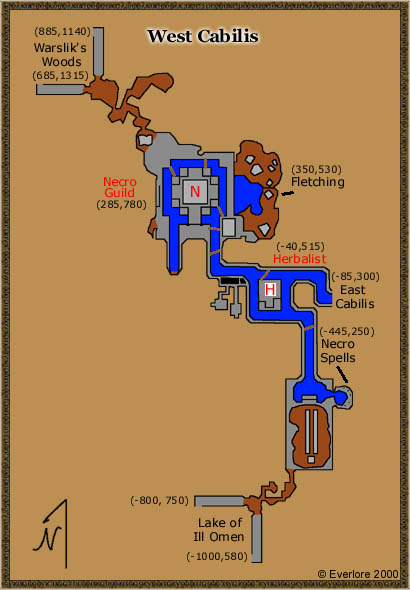 West Cabilis
(885,1140)
Warslik's
Woods
(685,1315)
Necro
Guild
(285,780)
N
(350,530)
Fletching
(-40,515)
Herbalist
H
(-85,300)
East
Cabilis
(-445,250)
Necro
Spells
(-800, 750)
Lake of
Ill Omen
(-1000,580)
N
© Everlore 2000